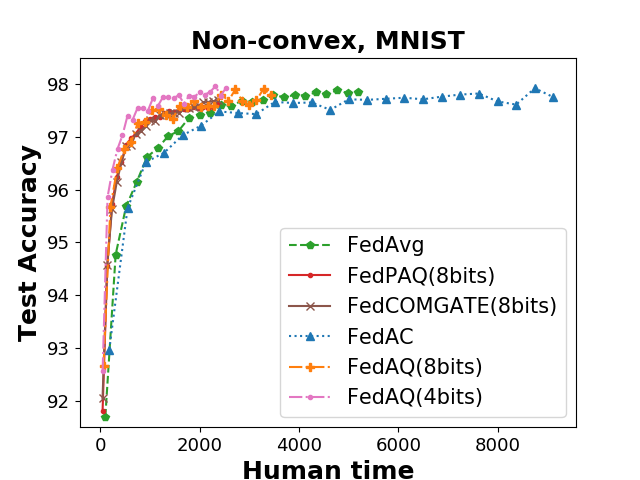 Non-convex, MNIST
Test Accuracy
98
97
96
95
94
93
92
FedAvg
FedPAQ(8bits)
FedCOMGATE(8bits)
FedAC
FedAQ(8bits)
FedAQ(4bits)
0 2000 4000 6000 8000
Human time